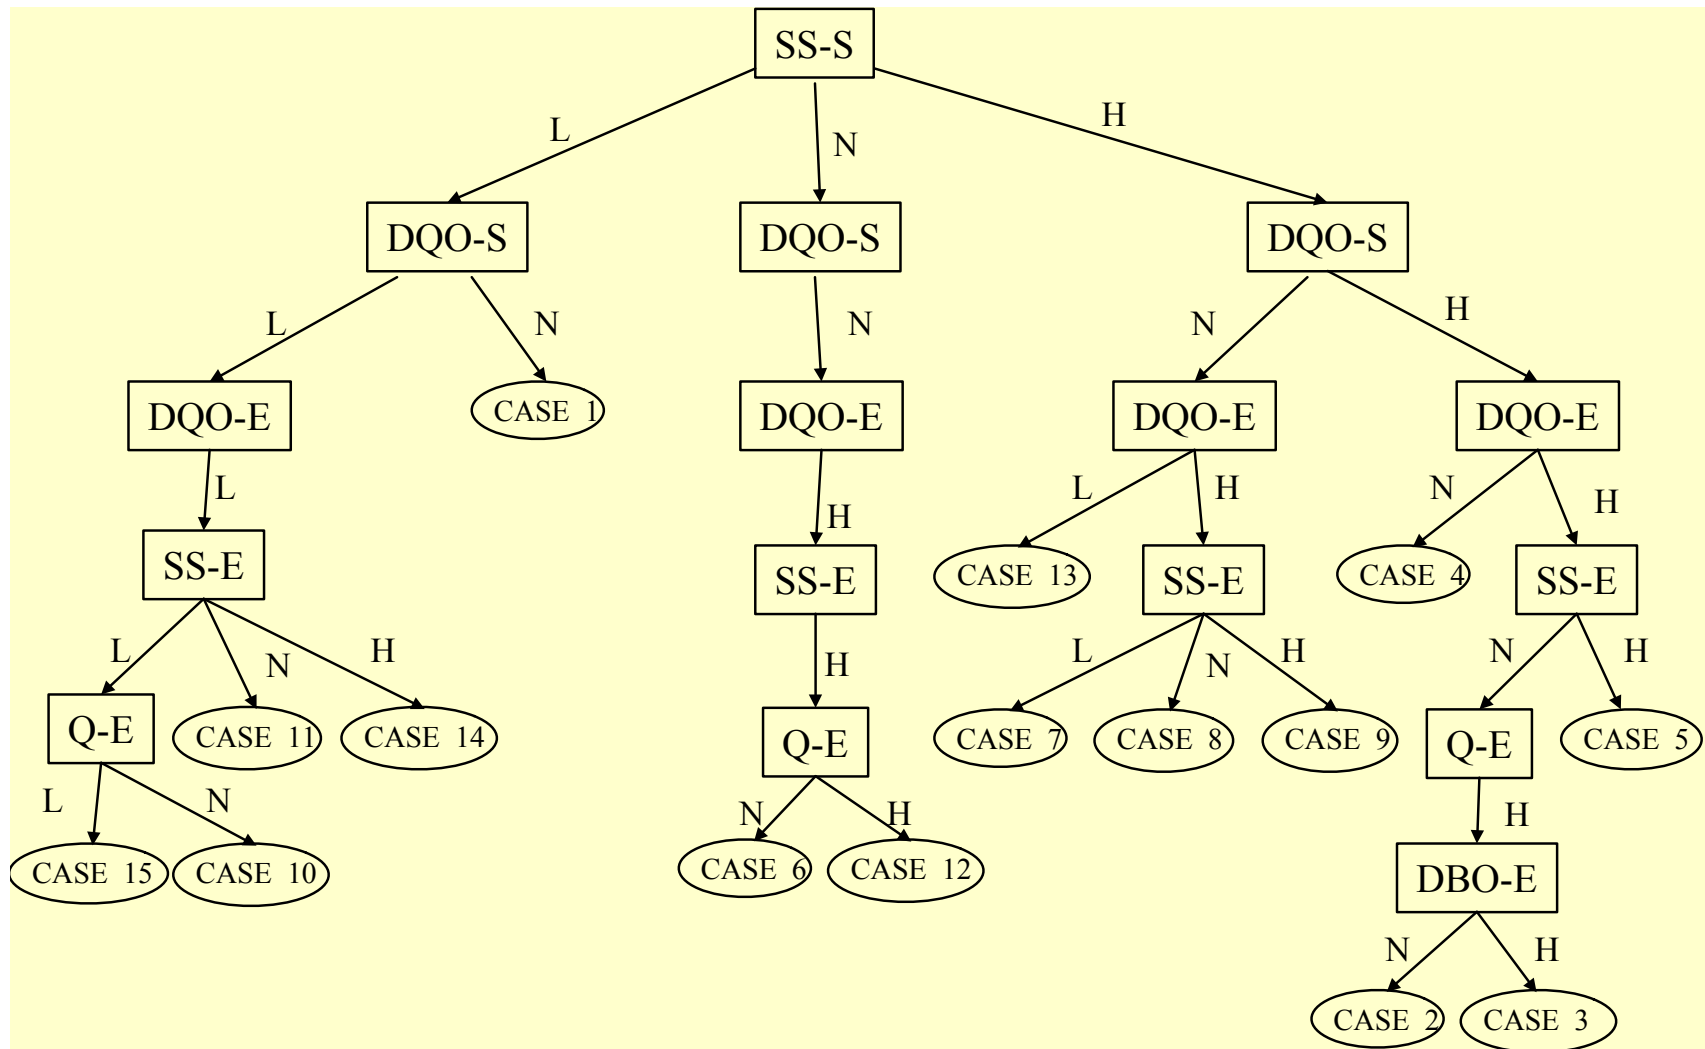 SS-S
L
N
H
DQO-S
DQO-S
DQO-S
L
N
N
N
H
DQO-E
CASE 1
DQO-E
DQO-E
DQO-E
L
H
L
H
N
H
SS-E
SS-E
CASE 13
SS-E
CASE 4
SS-E
L
N
H
H
L
N
H
N
H
Q-E
CASE 11
CASE 14
Q-E
CASE 7
CASE 8
CASE 9
Q-E
CASE 5
L
N
N
H
H
CASE 15
CASE 10
CASE 6
CASE 12
DBO-E
N
H
CASE 2
CASE 3